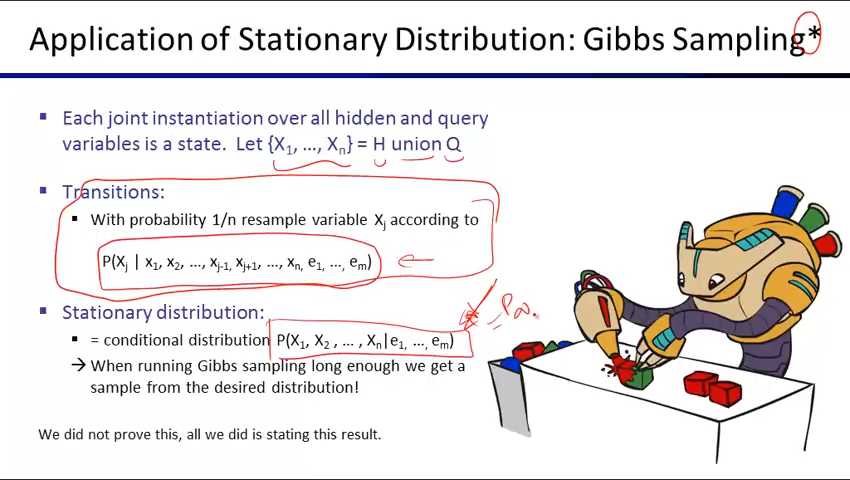 Application of Stationary Distribution: Gibbs Sampling*
▪ Each joint instantiation over all hidden and query
variables is a state. Let {X1, …, Xn} = H union Q
▪ Transitions:
▪ With probability 1/n resample variable Xj according to
P(Xj | x1, x2, …, xj-1, xj+1, …, xn, e1, …, em)
▪ Stationary distribution:
= P∞.
▪ = conditional distribution P(X1, X2 , … , Xn|e1, …, em)
→ When running Gibbs sampling long enough we get a
sample from the desired distribution!
We did not prove this, all we did is stating this result.